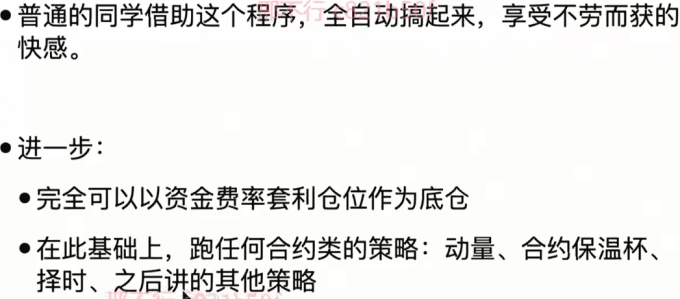 • 普通的同学借助这个程序，全自动搞起来，享受不劳而获的
快感。
• 进一步：
• 完全可以以资金费率套利仓位作为底仓
• 在此基础上，跑任何合约类的策略：动量、合约保温杯、
择时、之后讲的其他策略